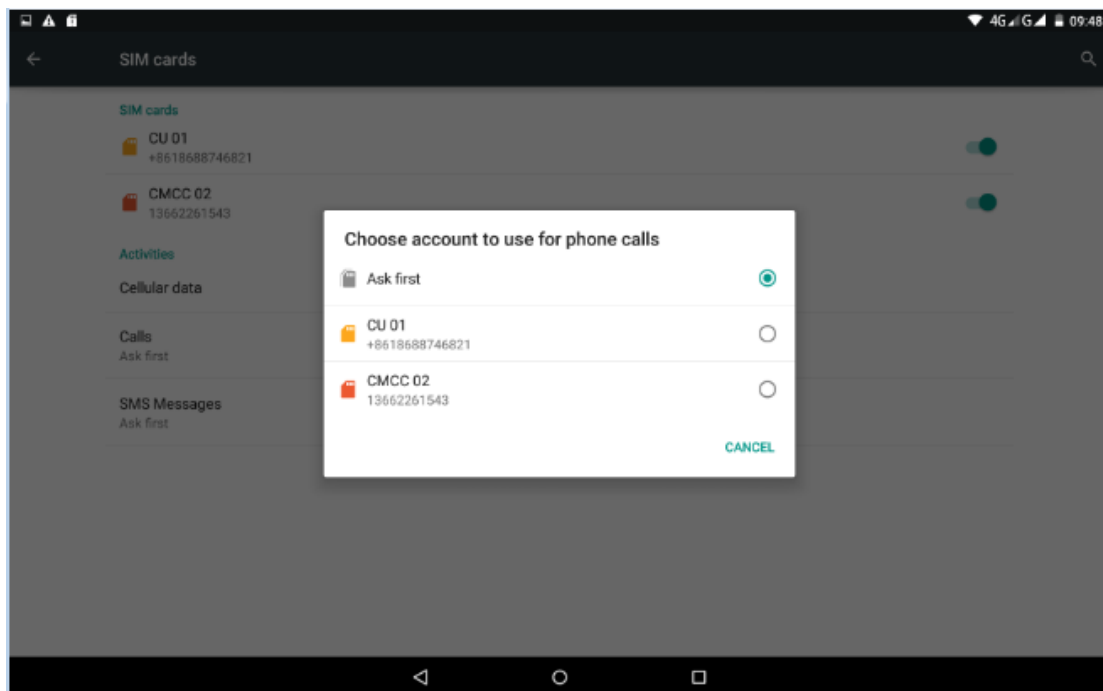 4G G 09:48
SIM cards
SIM cards
CU 01
+8618688746821
CMCC 02
13662261543
Activities
Cellular data
Calls
Ask first
SMS Messages
Ask first
Choose account to use for phone calls
Ask first
CU 01
+8618688746821
CMCC 02
13662261543
CANCEL